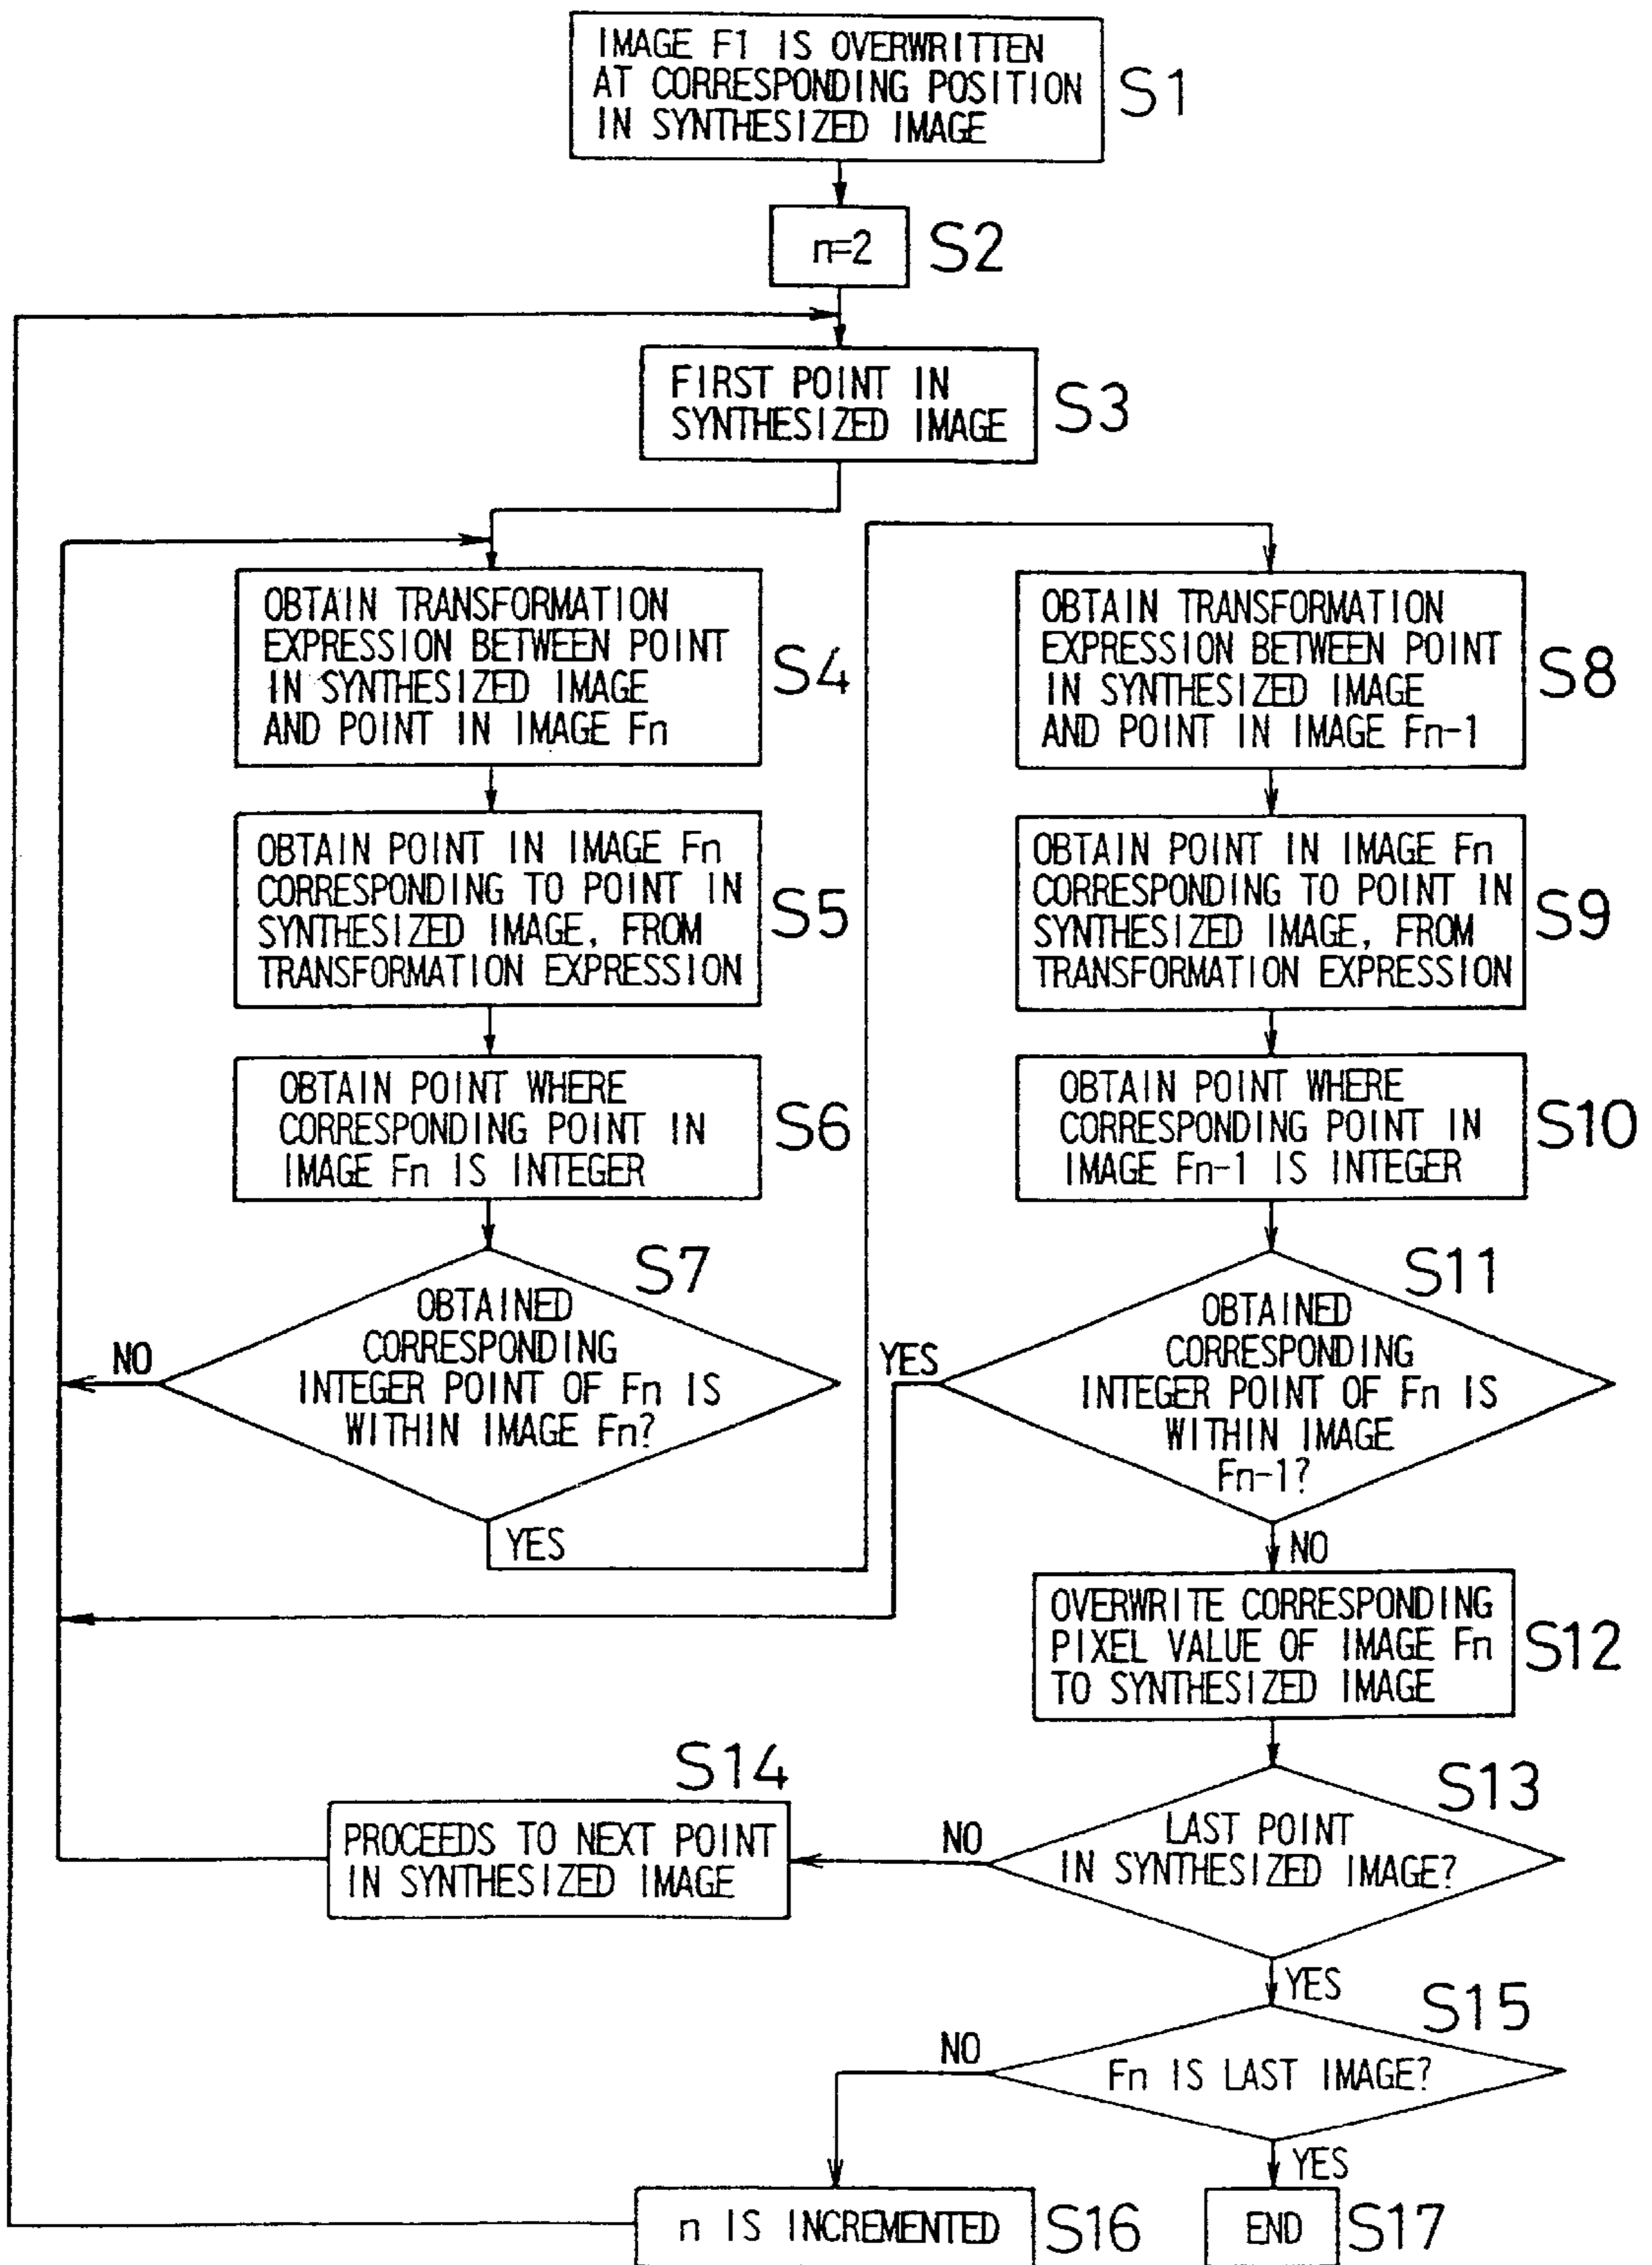 IMAGE F1 IS OVERWRITTEN
AT CORRESPONDING POSITION
IN SYNTHESIZED IMAGE
S1
n=2
S2
FIRST POINT IN
SYNTHESIZED IMAGE
S3
OBTAIN TRANSFORMATION
EXPRESSION BETWEEN POINT
IN SYNTHESIZED IMAGE
AND POINT IN IMAGE Fn
S4
OBTAIN POINT IN IMAGE Fn
CORRESPONDING TO POINT IN
SYNTHESIZED IMAGE, FROM
TRANSFORMATION EXPRESSION
S5
OBTAIN POINT WHERE
CORRESPONDING POINT IN
IMAGE Fn IS INTEGER
S6
S7
OBTAINED
CORRESPONDING
INTEGER POINT OF Fn IS
WITHIN IMAGE Fn?
NO
YES
OBTAIN TRANSFORMATION
EXPRESSION BETWEEN POINT
IN SYNTHESIZED IMAGE
AND POINT IN IMAGE Fn-1
S8
OBTAIN POINT IN IMAGE Fn
CORRESPONDING TO POINT IN
SYNTHESIZED IMAGE, FROM
TRANSFORMATION EXPRESSION
S9
OBTAIN POINT WHERE
CORRESPONDING POINT IN
IMAGE Fn-1 IS INTEGER
S10
S11
OBTAINED
CORRESPONDING
INTEGER POINT OF Fn IS
WITHIN IMAGE
Fn-1?
YES
NO
OVERWRITE CORRESPONDING
PIXEL VALUE OF IMAGE Fn
TO SYNTHESIZED IMAGE
S12
S13
LAST POINT
IN SYNTHESIZED IMAGE?
NO
S14
PROCEEDS TO NEXT POINT
IN SYNTHESIZED IMAGE
YES
S15
Fn IS LAST IMAGE?
NO
YES
n IS INCREMENTED
S16
END
S17